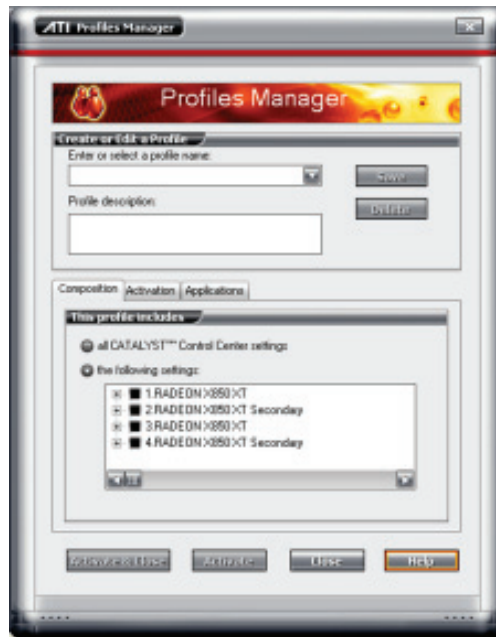 ATI Profiles Manager
Profiles Manager
Create or Edit a Profile
Enter or select a profile name:
Save
Profile description:
Delete
Composition Activation Applications
This profile includes
all CATALYST™ Control Center settings
the following settings:
1.RADEON X850 XT
2.RADEON X850 XT Secondary
3.RADEON X850 XT
4.RADEON X850 XT Secondary
Activate & Close Activate Close Help